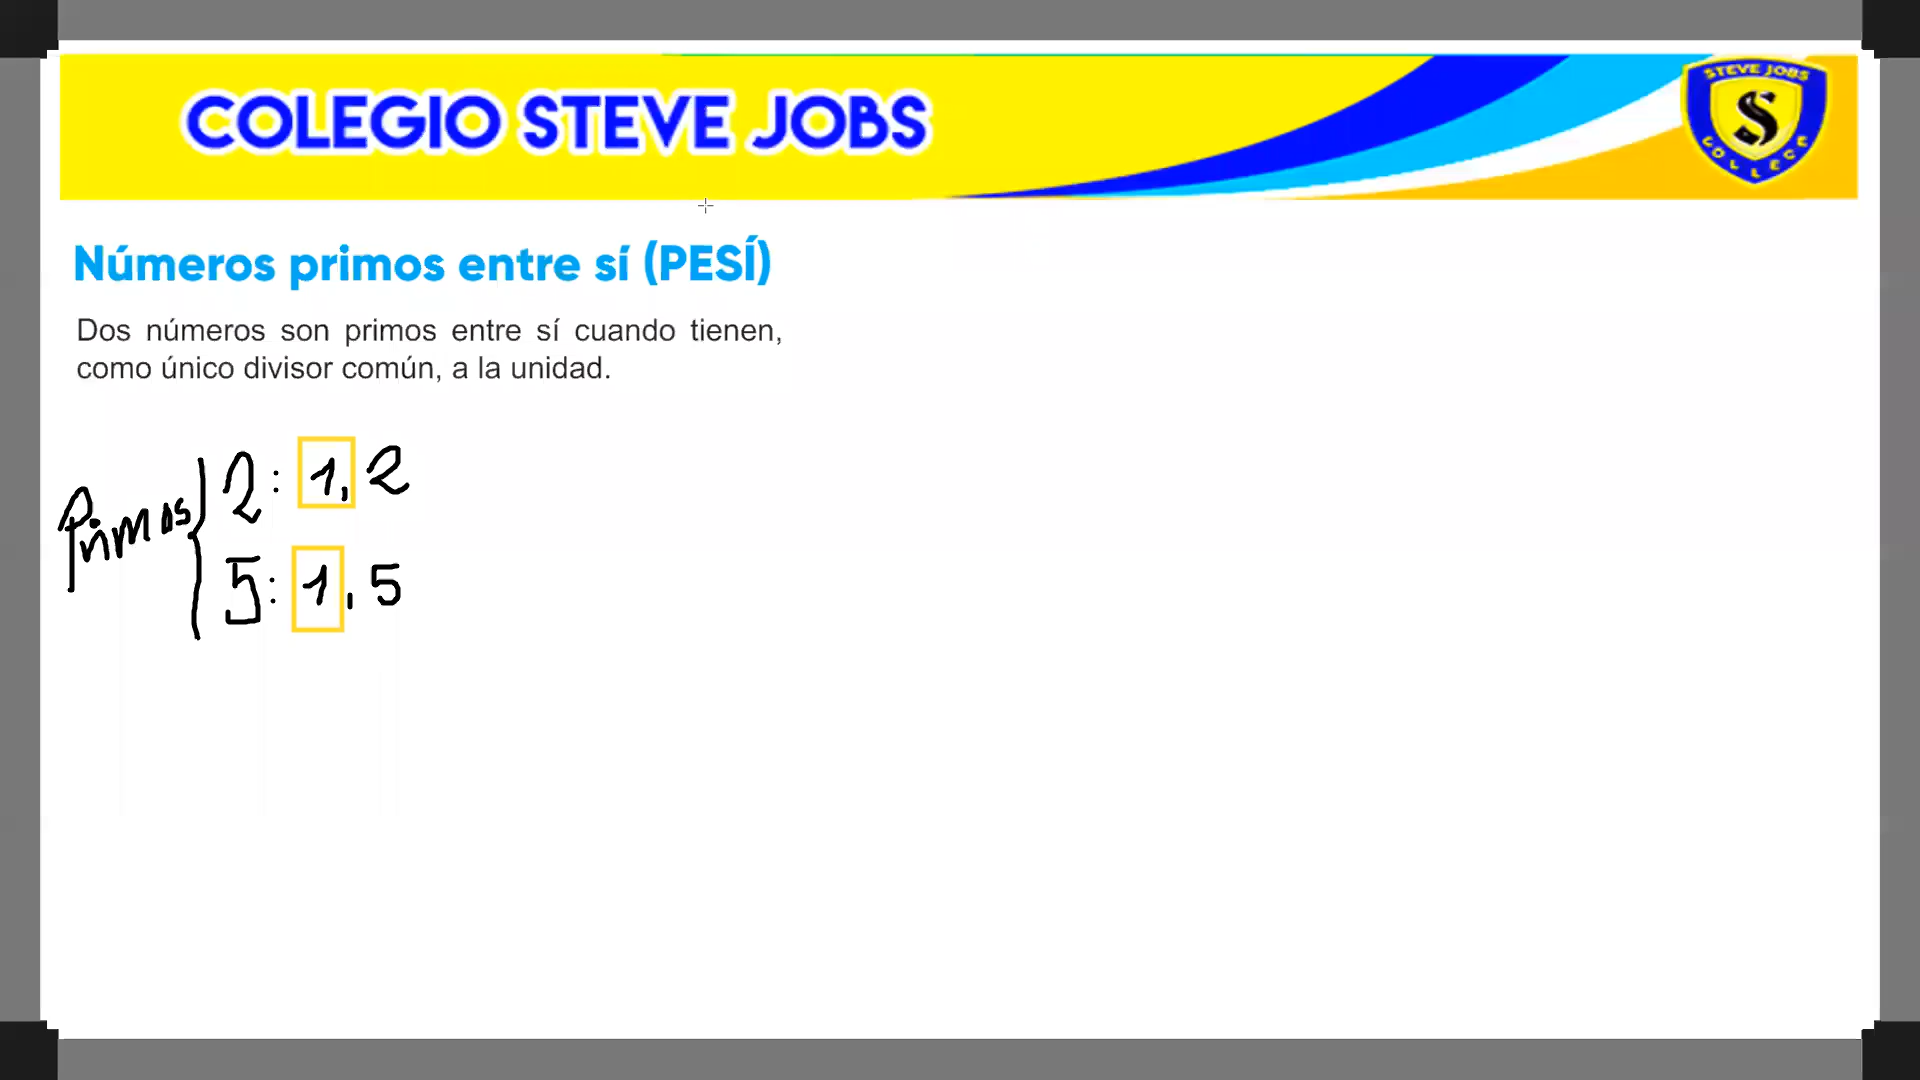 COLEGIO STEVE JOBS
STEVE JOBS
S
COLLEGE
Números primos entre sí (PESÍ)
Dos números son primos entre sí cuando tienen,
como único divisor común, a la unidad.
Primos
2: 1, 2
5: 1, 5